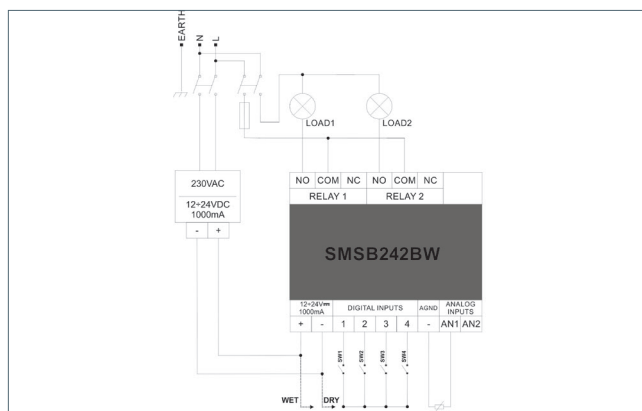 EARTH
N
L
LOAD1
LOAD2
230VAC
12÷24VDC
1000mA
- +
NO COM NC NO COM NC
RELAY 1 RELAY 2
SMSB242BW
12÷24V⎓
1000mA
DIGITAL INPUTS
AGND
ANALOG
INPUTS
+ - 1 2 3 4 - AN1 AN2
SW1
SW2
SW3
SW4
WET
DRY